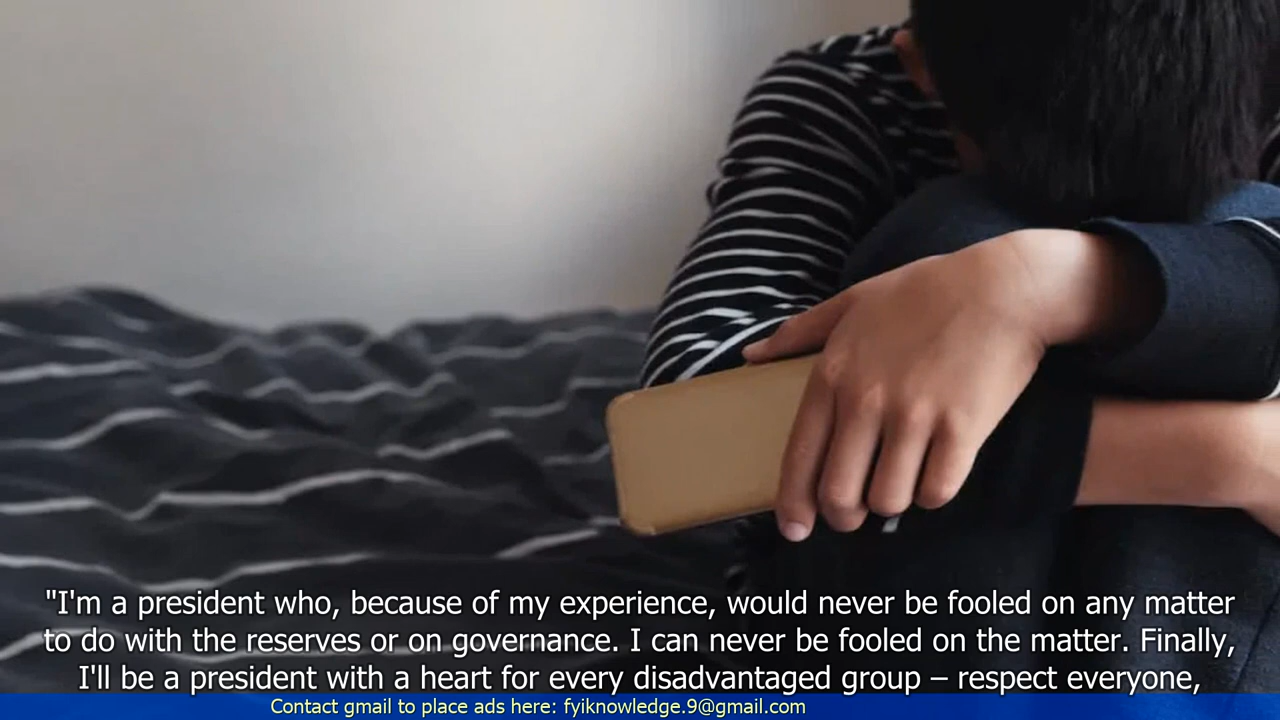 "I'm a president who, because of my experience, would never be fooled on any matter
to do with the reserves or on governance. I can never be fooled on the matter. Finally,
I'll be a president with a heart for every disadvantaged group – respect everyone,
Contact gmail to place ads here: fyiknowledge.9@gmail.com